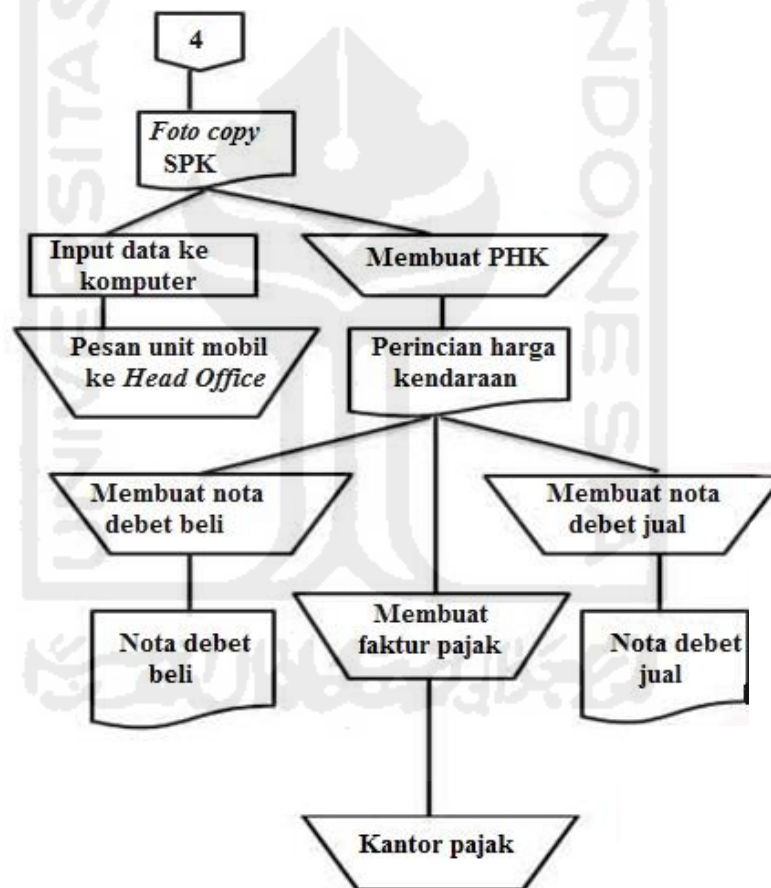 4
Foto copy
SPK
Input data ke
komputer
Membuat PHK
Pesan unit mobil
ke Head Office
Perincian harga
kendaraan
Membuat nota
debet beli
Membuat nota
debet jual
Nota debet
beli
Membuat
faktur pajak
Nota debet
jual
Kantor pajak
UNIVERSITAS
INDONESIA